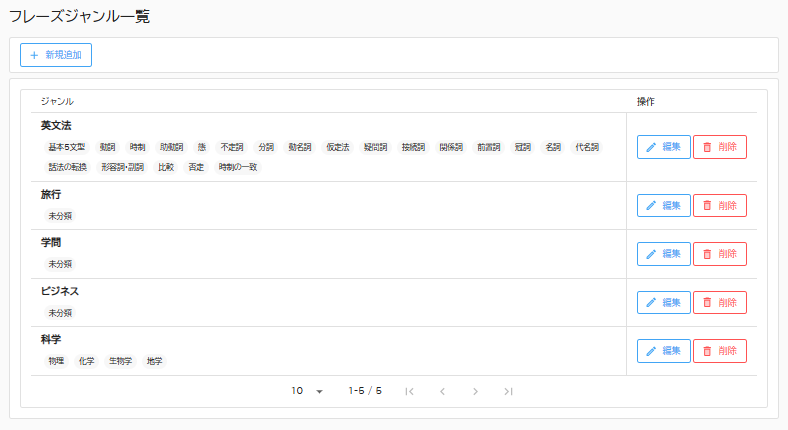 フレーズジャンル一覧
新規追加
ジャンル 操作
英文法
基本5文型 動詞 時制 助動詞 態 不定詞 分詞 動名詞 仮定法 疑問詞 接続詞 関係詞 前置詞 冠詞 名詞 代名詞
編集 削除
話法の転換 形容詞・副詞 比較 否定 時制の一致
旅行
未分類
編集 削除
学問
未分類
編集 削除
ビジネス
未分類
編集 削除
科学
物理 化学 生物学 地学
編集 削除
10 1-5 / 5